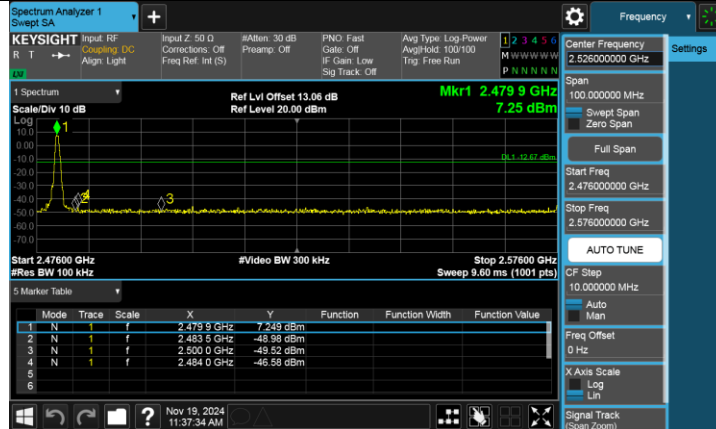 Spectrum Analyzer 1
Swept SA
Frequency
KEYSIGHT
R T
Input: RF
Coupling: DC
Align: Light
Input Z: 50 Ω
Corrections: Off
Freq Ref: Int (S)
#Atten: 30 dB
Preamp: Off
PNO: Fast
Gate: Off
IF Gain: Low
Sig Track: Off
Avg Type: Log-Power
Avg|Hold: 100/100
Trig: Free Run
1 2 3 4 5 6
M W W W W W
P N N N N N
1 Spectrum
Scale/Div 10 dB
Ref Lvl Offset 13.06 dB
Ref Level 20.00 dBm
Mkr1 2.479 9 GHz
7.25 dBm
Log
10.0
0.00
-10.0
-20.0
-30.0
-40.0
-50.0
-60.0
-70.0
1
2
3
DL1 -12.67 dBm
Start 2.47600 GHz
#Res BW 100 kHz
#Video BW 300 kHz
Stop 2.57600 GHz
Sweep 9.60 ms (1001 pts)
5 Marker Table
Mode Trace Scale X Y Function Function Width Function Value
1 N 1 f 2.479 9 GHz 7.249 dBm
2 N 1 f 2.483 5 GHz -48.98 dBm
3 N 1 f 2.500 0 GHz -49.52 dBm
4 N 1 f 2.484 0 GHz -46.58 dBm
5
6
Nov 19, 2024
11:37:34 AM
Center Frequency
2.526000000 GHz
Settings
Span
100.000000 MHz
Swept Span
Zero Span
Full Span
Start Freq
2.476000000 GHz
Stop Freq
2.576000000 GHz
AUTO TUNE
CF Step
10.000000 MHz
Auto
Man
Freq Offset
0 Hz
X Axis Scale
Log
Lin
Signal Track
(Span Zoom)